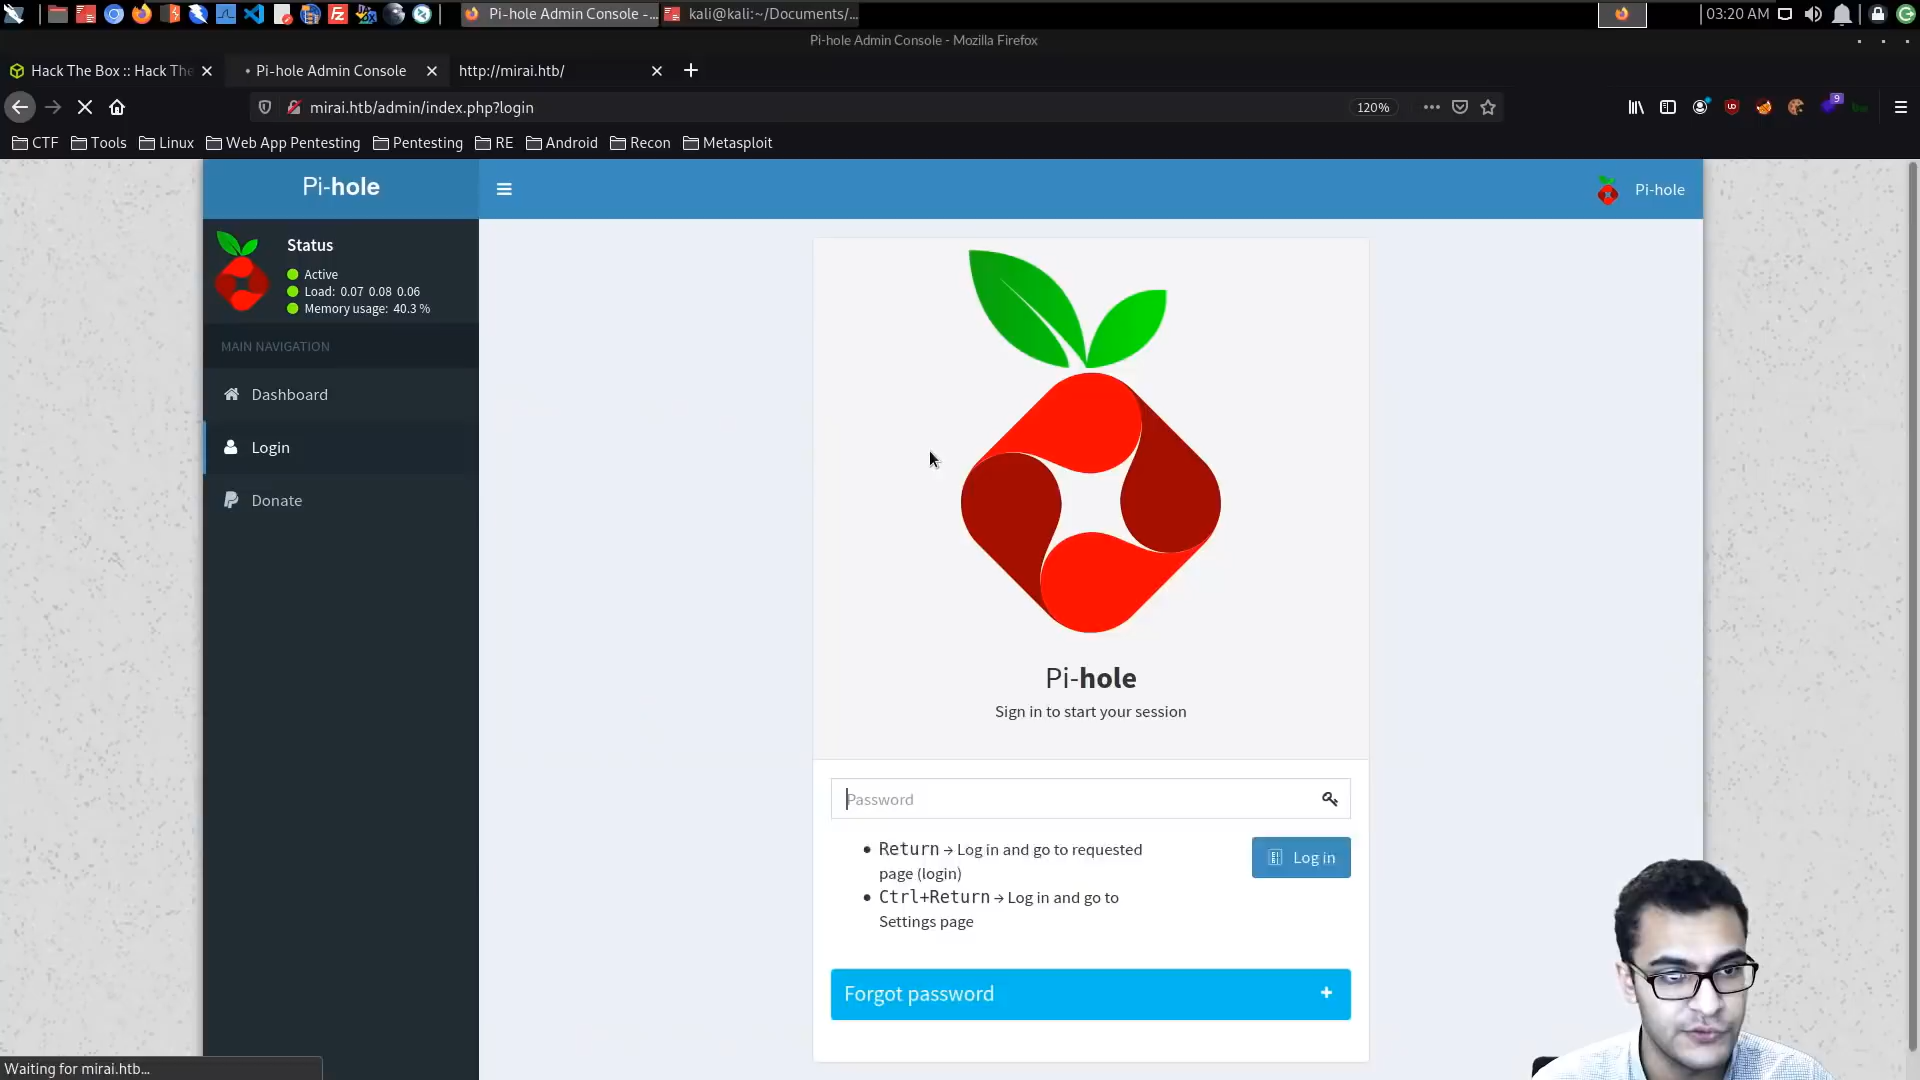 Pi-hole Admin Console -...
kali@kali:~/Documents/...
03:20 AM
Pi-hole Admin Console - Mozilla Firefox
Hack The Box :: Hack The
Pi-hole Admin Console
http://mirai.htb/
mirai.htb/admin/index.php?login
120%
9
CTF
Tools
Linux
Web App Pentesting
Pentesting
RE
Android
Recon
Metasploit
Pi-hole
Pi-hole
Status
Active
Load: 0.07 0.08 0.06
Memory usage: 40.3 %
MAIN NAVIGATION
Dashboard
Login
Donate
Pi-hole
Sign in to start your session
Password
Return → Log in and go to requested
page (login)
Ctrl+Return → Log in and go to
Settings page
Log in
Forgot password
Waiting for mirai.htb...